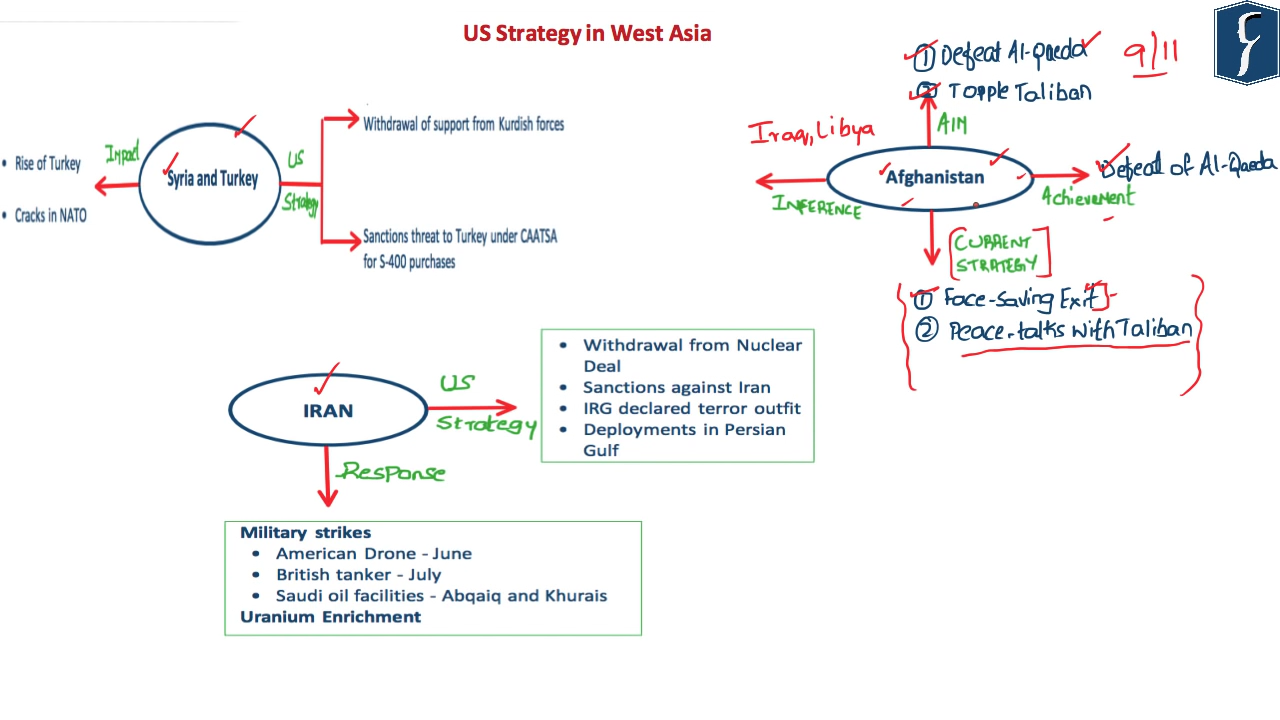 US Strategy in West Asia
① Defeat Al-Qaeda
9/11
② Topple Taliban
AIM
Iraq, Libya
Afghanistan
Defeat of Al-Qaeda
Achievement
INFERENCE
CURRENT
STRATEGY
① Face-Saving Exit
② Peace-talks with Taliban
Withdrawal of support from Kurdish forces
Impact
US
• Rise of Turkey
Syria and Turkey
Strategy
• Cracks in NATO
Sanctions threat to Turkey under CAATSA
for S-400 purchases
• Withdrawal from Nuclear
Deal
• Sanctions against Iran
• IRG declared terror outfit
• Deployments in Persian
Gulf
US
IRAN
Strategy
Response
Military strikes
• American Drone - June
• British tanker - July
• Saudi oil facilities - Abqaiq and Khurais
Uranium Enrichment